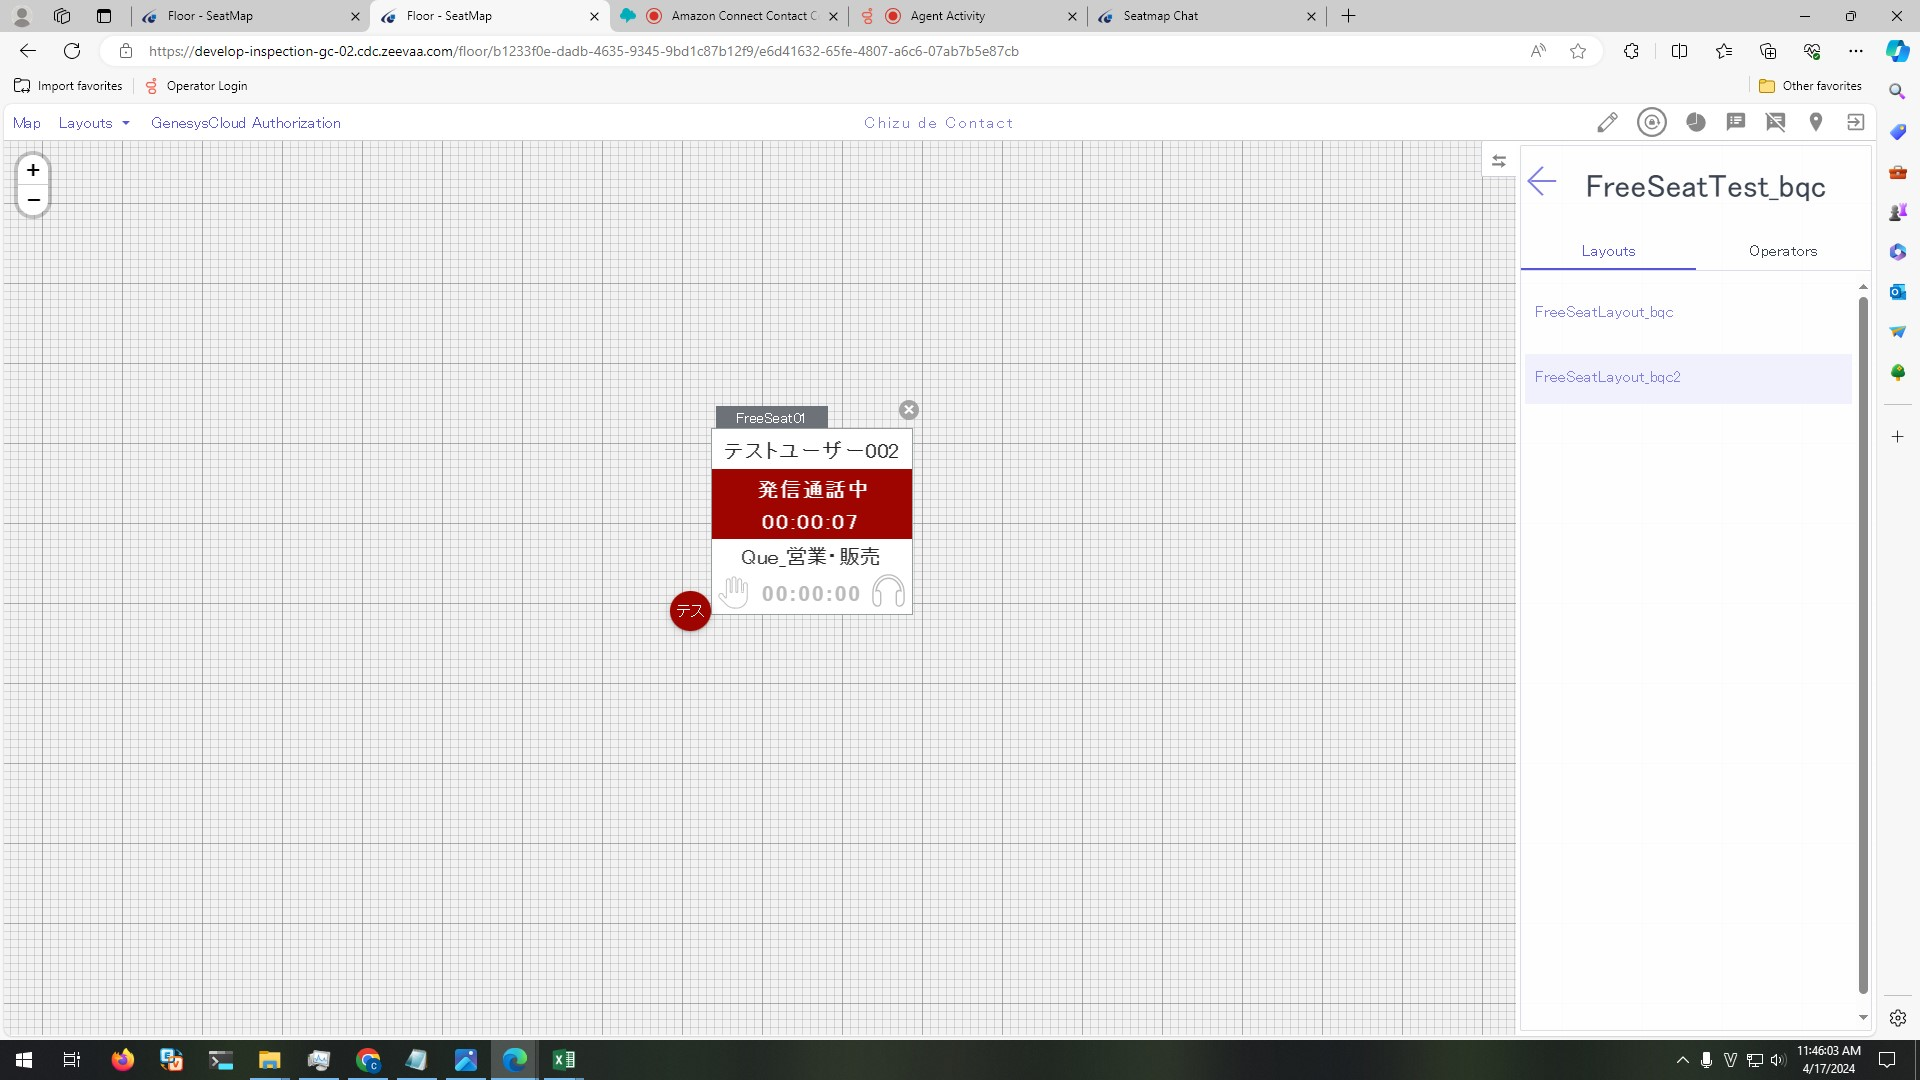 Floor - SeatMap
Floor - SeatMap
Amazon Connect Contact C
Agent Activity
Seatmap Chat
https://develop-inspection-gc-02.cdc.zeevaa.com/floor/b1233f0e-dadb-4635-9345-9bd1c87b12f9/e6d41632-65fe-4807-a6c6-07ab7b5e87cb
Import favorites
Operator Login
Other favorites
Map
Layouts
GenesysCloud Authorization
Chizu de Contact
+
−
FreeSeatTest_bqc
Layouts
Operators
FreeSeatLayout_bqc
FreeSeatLayout_bqc2
FreeSeat01
テストユーザー002
発信通話中
00:00:07
Que_営業・販売
00:00:00
テス
11:46:03 AM
4/17/2024